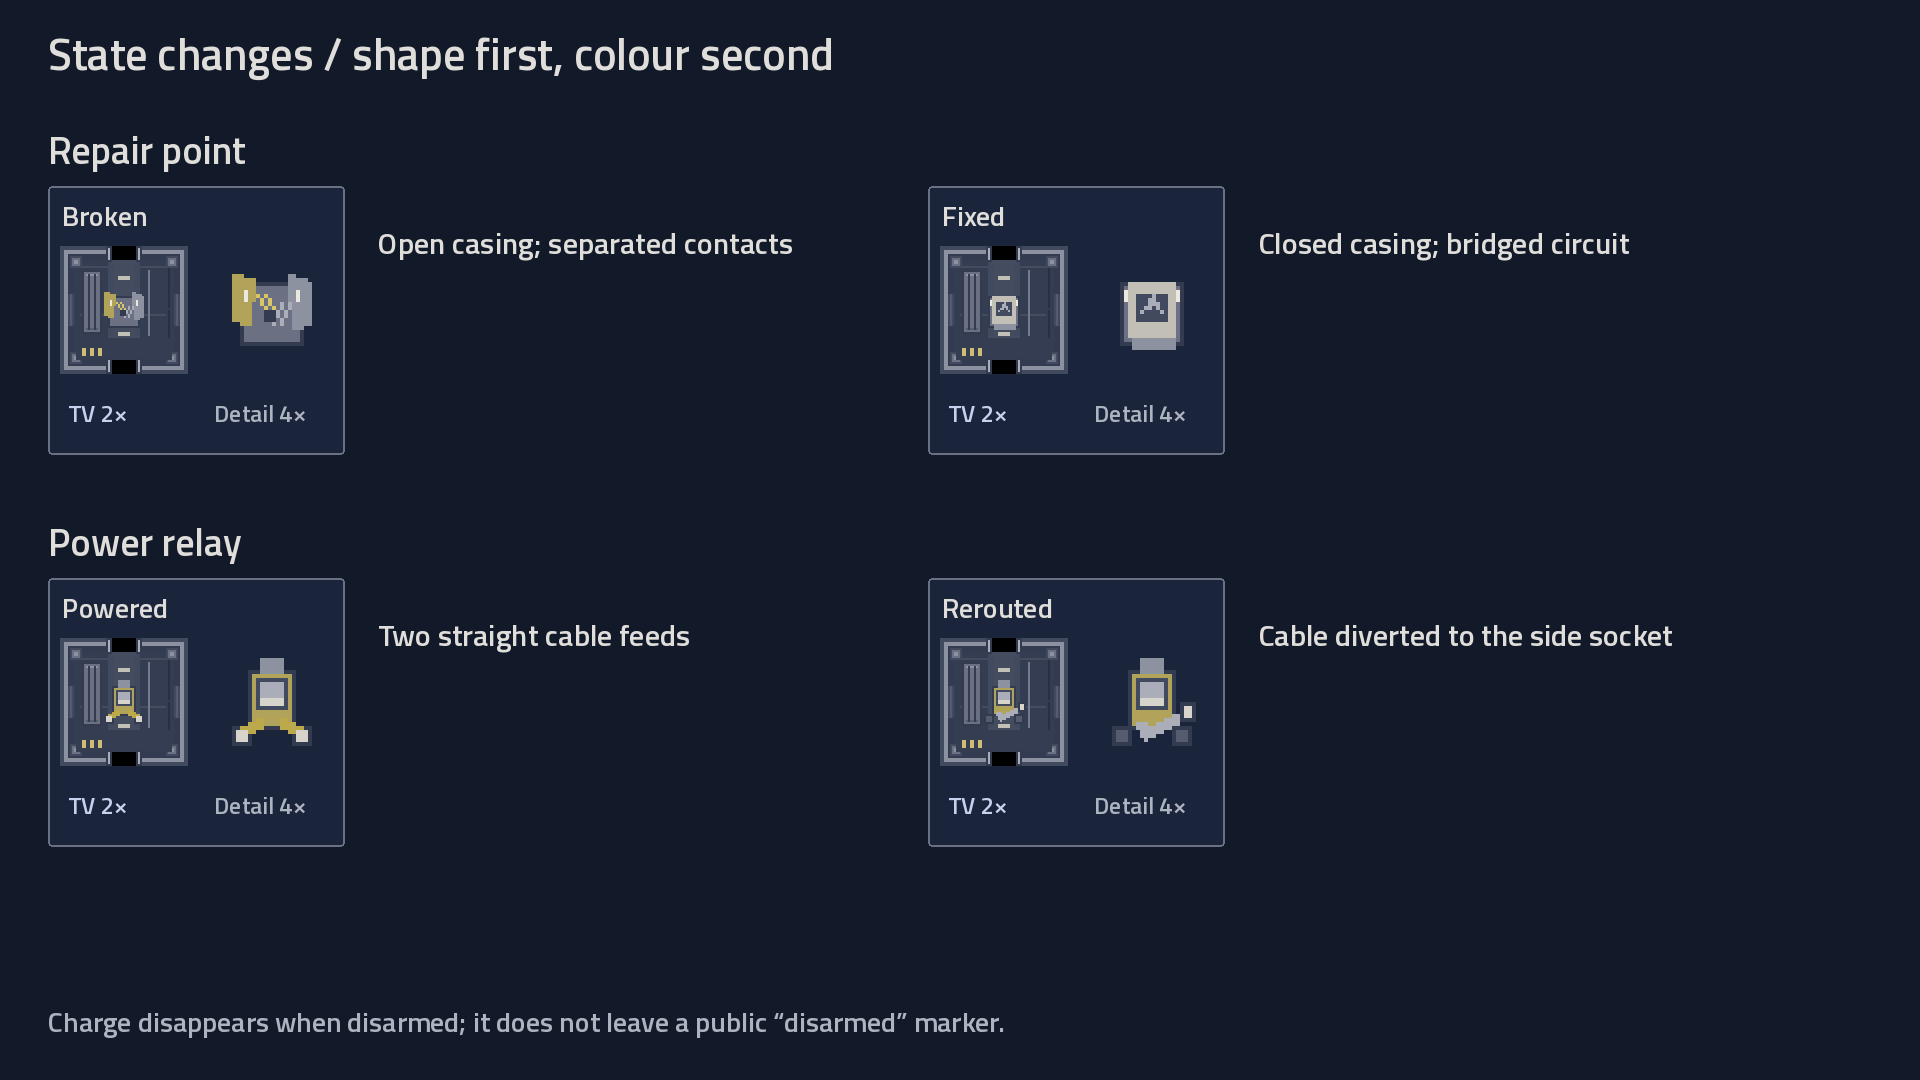 State changes / shape first, colour second
Repair point
Broken
Open casing; separated contacts
TV 2×
Detail 4×
Fixed
Closed casing; bridged circuit
TV 2×
Detail 4×
Power relay
Powered
Two straight cable feeds
TV 2×
Detail 4×
Rerouted
Cable diverted to the side socket
TV 2×
Detail 4×
Charge disappears when disarmed; it does not leave a public “disarmed” marker.